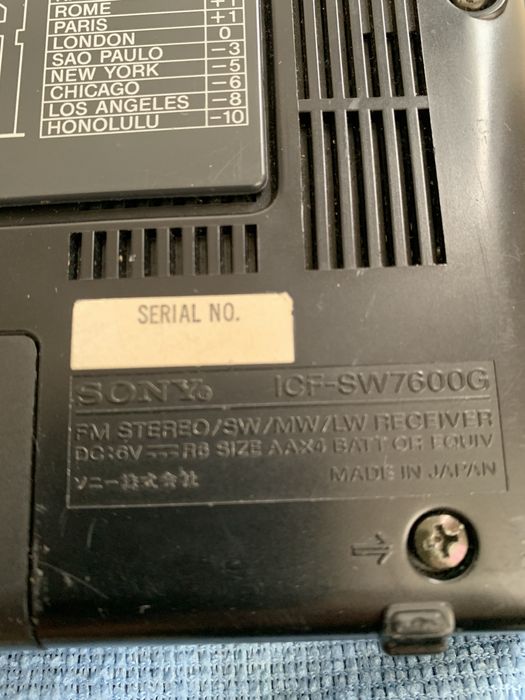 ROME +1
PARIS +1
LONDON 0
SAO PAULO -3
NEW YORK -5
CHICAGO -6
LOS ANGELES -8
HONOLULU -10
SERIAL NO.
SONY® ICF-SW7600G
FM STEREO/SW/MW/LW RECEIVER
DC:6V ⎓ R6 SIZE AAX4 BATT OR EQUIV
ソニー株式会社 MADE IN JAPAN